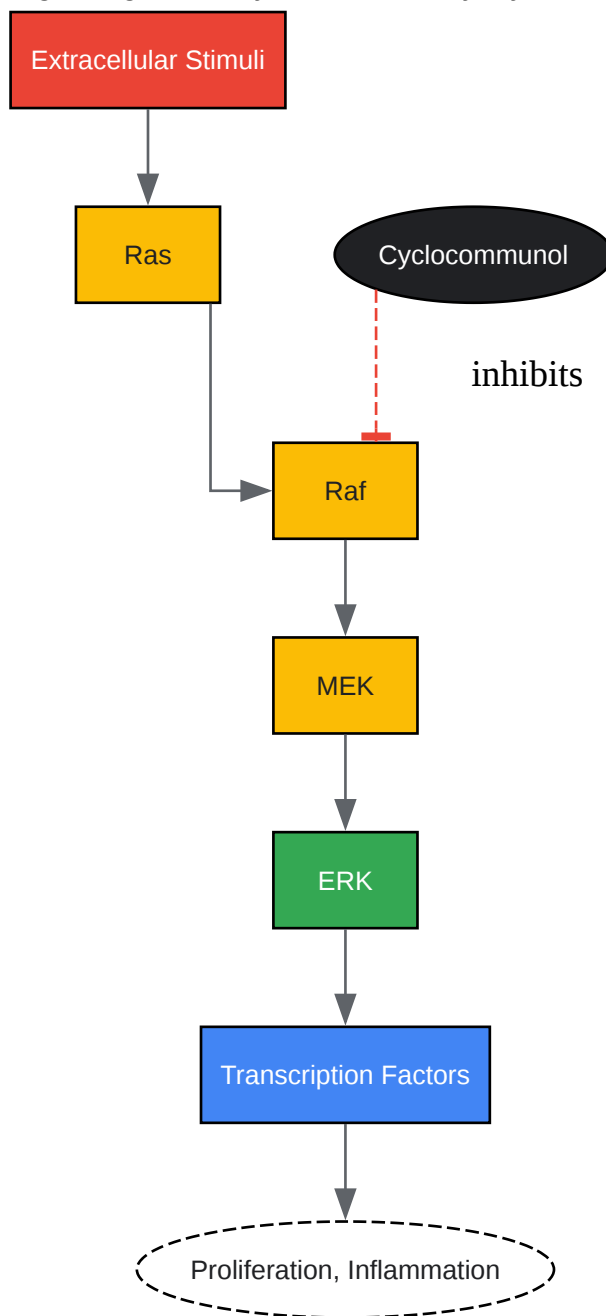 Extracellular Stimuli
Ras
Cyclocommunol
inhibits
Raf
MEK
ERK
Transcription Factors
Proliferation, Inflammation